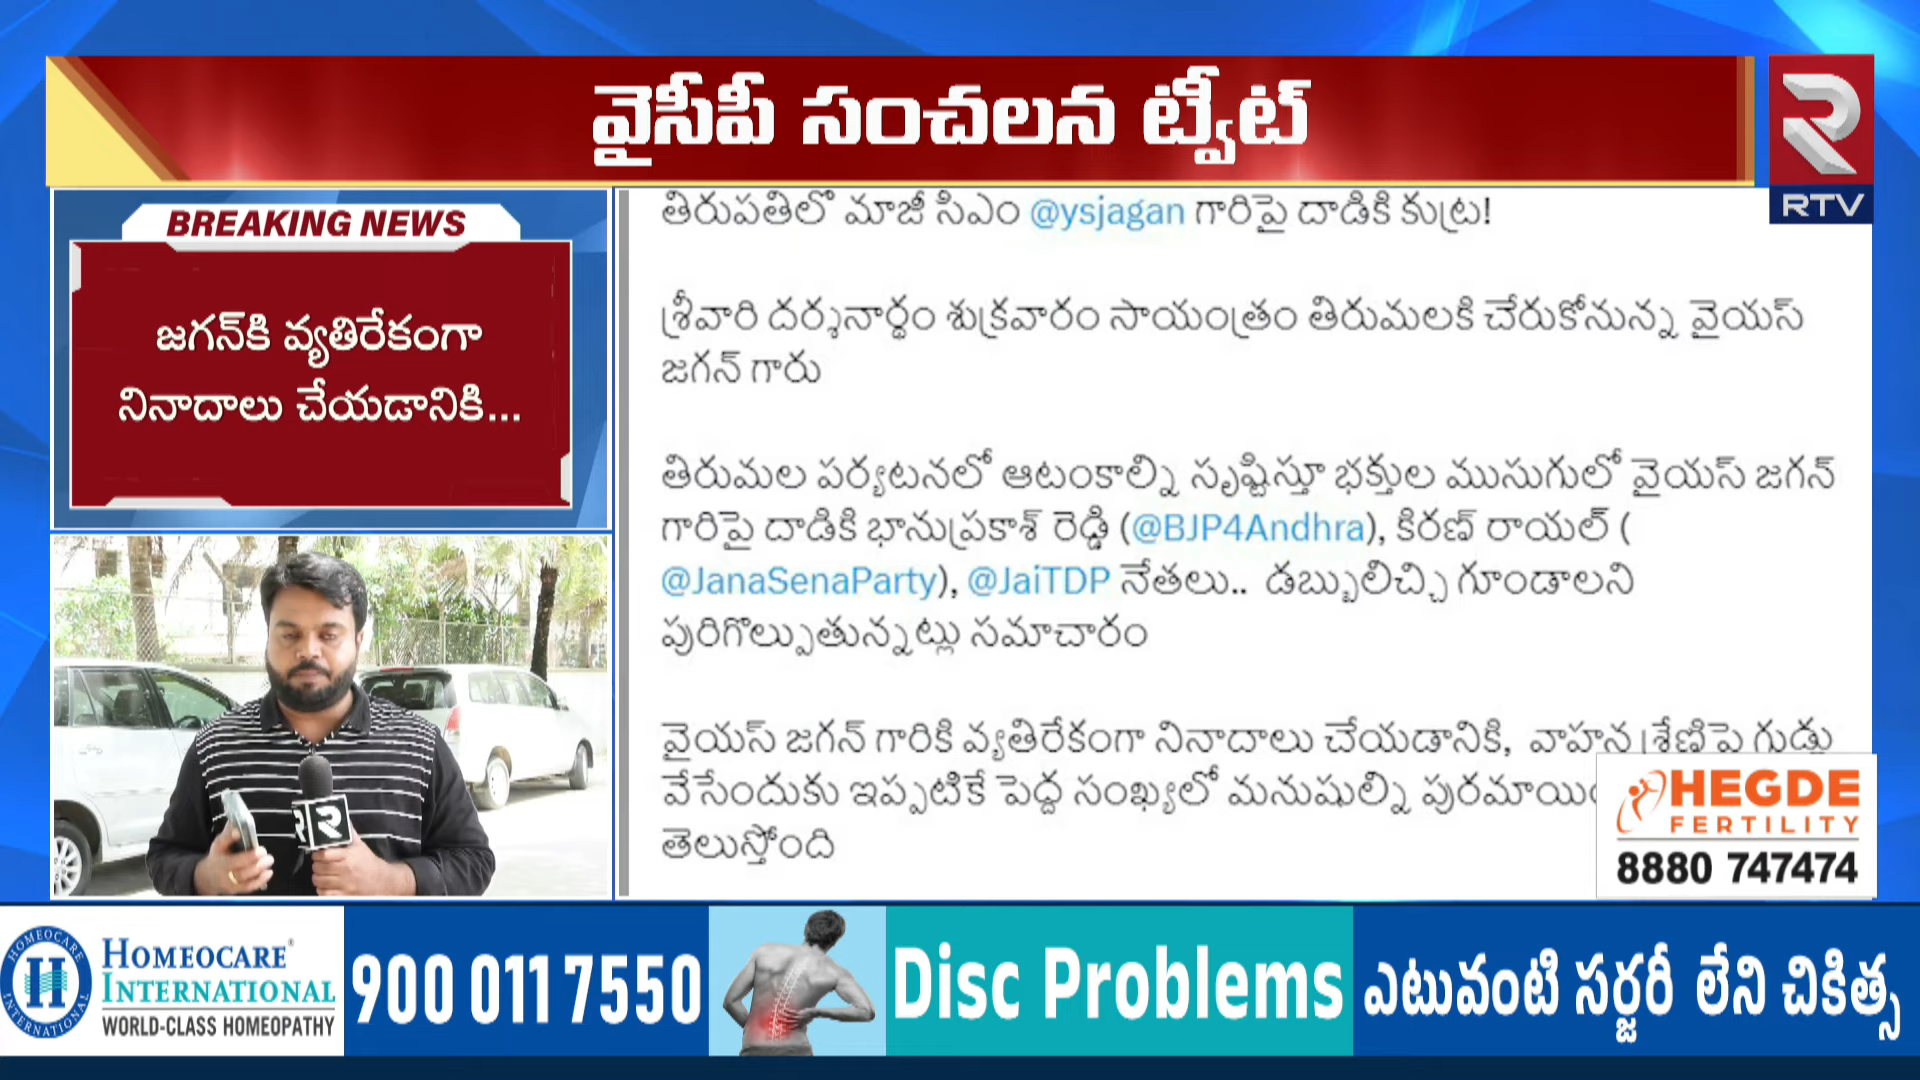 వైసీపీ సంచలన ట్వీట్
RTV
BREAKING NEWS
జగన్‌కి వ్యతిరేకంగా
నినాదాలు చేయడానికి...
తిరుపతిలో మాజీ సీఎం @ysjagan గారిపై దాడికి కుట్ర!
శ్రీవారి దర్శనార్థం శుక్రవారం సాయంత్రం తిరుమలకి చేరుకోనున్న వైయస్
జగన్ గారు
తిరుమల పర్యటనలో ఆటంకాల్ని సృష్టిస్తూ భక్తుల ముసుగులో వైయస్ జగన్
గారిపై దాడికి భానుప్రకాశ్ రెడ్డి (@BJP4Andhra), కిరణ్ రాయల్ (
@JanaSenaParty), @JaiTDP నేతలు.. డబ్బులిచ్చి గూండాలని
పురిగొల్పుతున్నట్లు సమాచారం
వైయస్ జగన్ గారికి వ్యతిరేకంగా నినాదాలు చేయడానికి, వాహన శ్రేణిపై గుడ్లు
వేసేందుకు ఇప్పటికే పెద్ద సంఖ్యలో మనుషుల్ని
తెలుస్తోంది
HEGDE
FERTILITY
8880 747474
HOMEOCARE
INTERNATIONAL
WORLD-CLASS HOMEOPATHY
900 011 7550
Disc Problems
ఎటువంటి సర్జరీ లేని చికిత్స